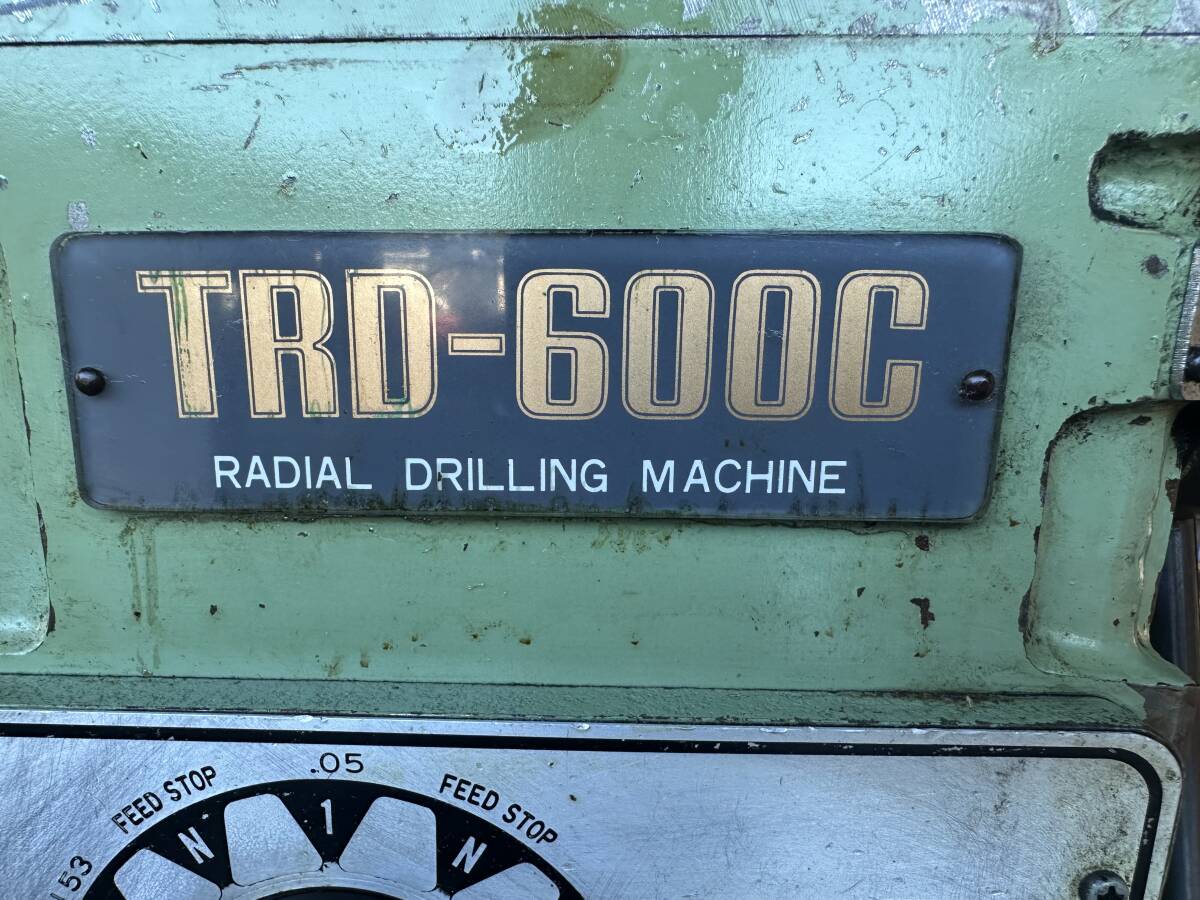 TRD-600C
RADIAL DRILLING MACHINE
.05
FEED STOP
FEED STOP
N
1
N
153